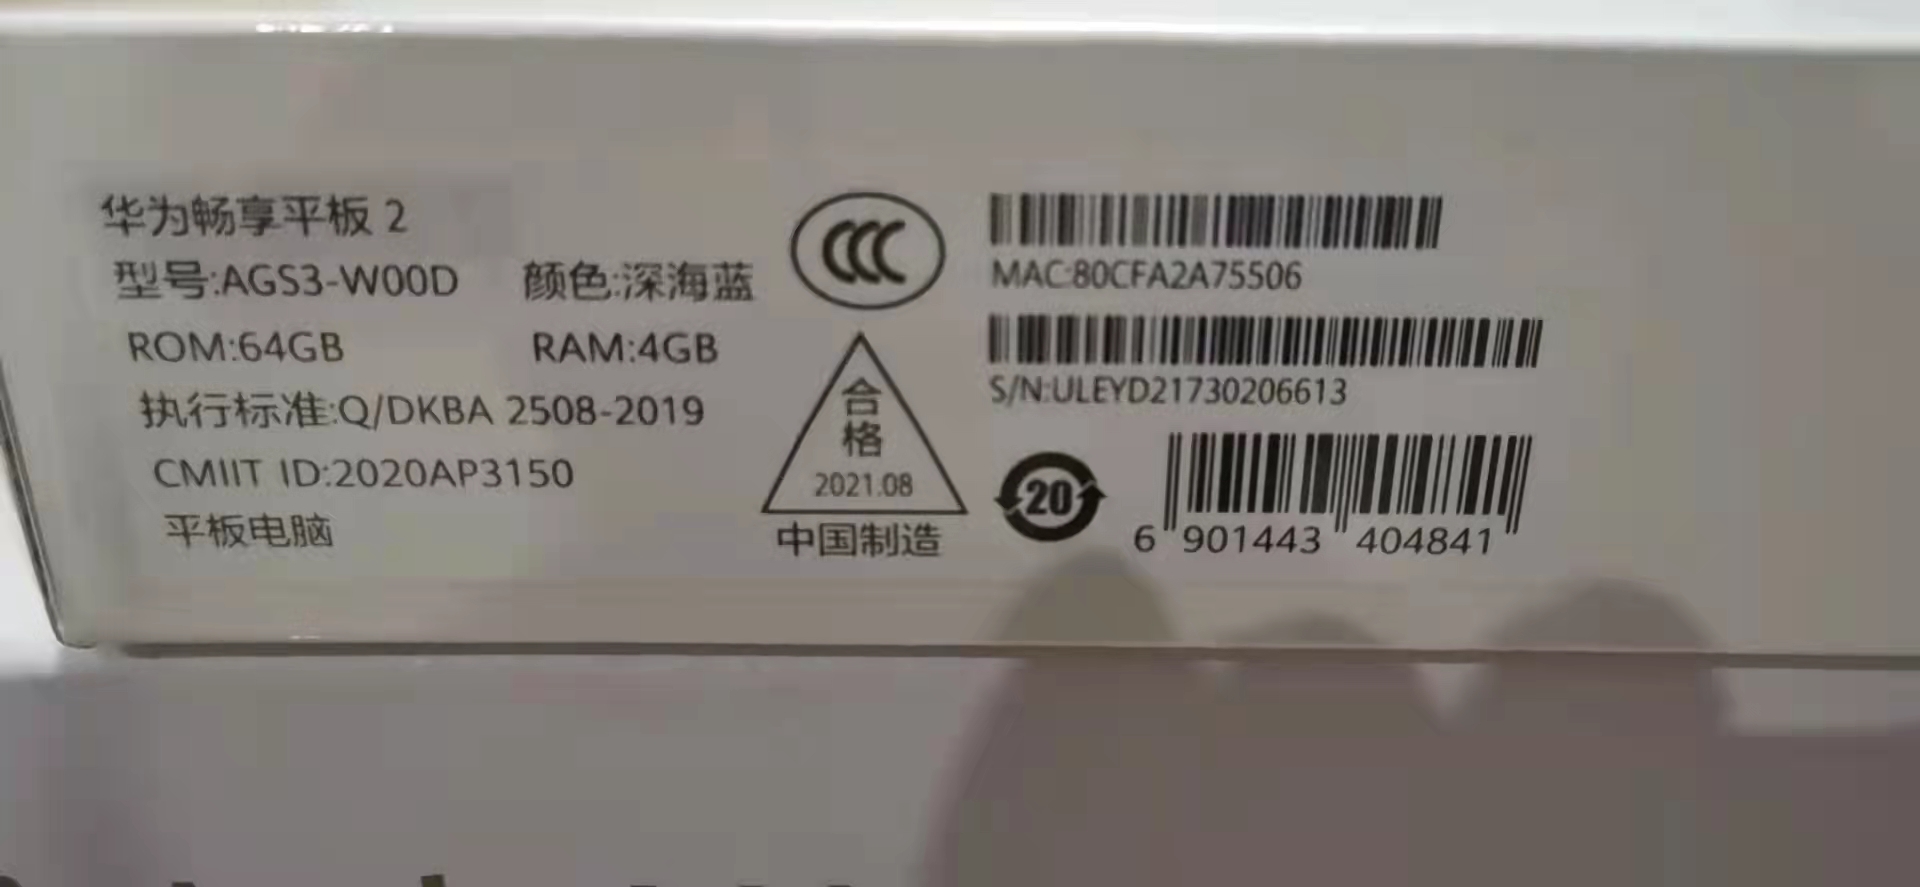 华为畅享平板 2
型号:AGS3-W00D 颜色:深海蓝
ROM:64GB RAM:4GB
执行标准:Q/DKBA 2508-2019
CMIIT ID:2020AP3150
平板电脑
CCC
合格
2021.08
中国制造
MAC:80CFA2A75506
S/N:ULEYD21730206613
20
6 901443 404841